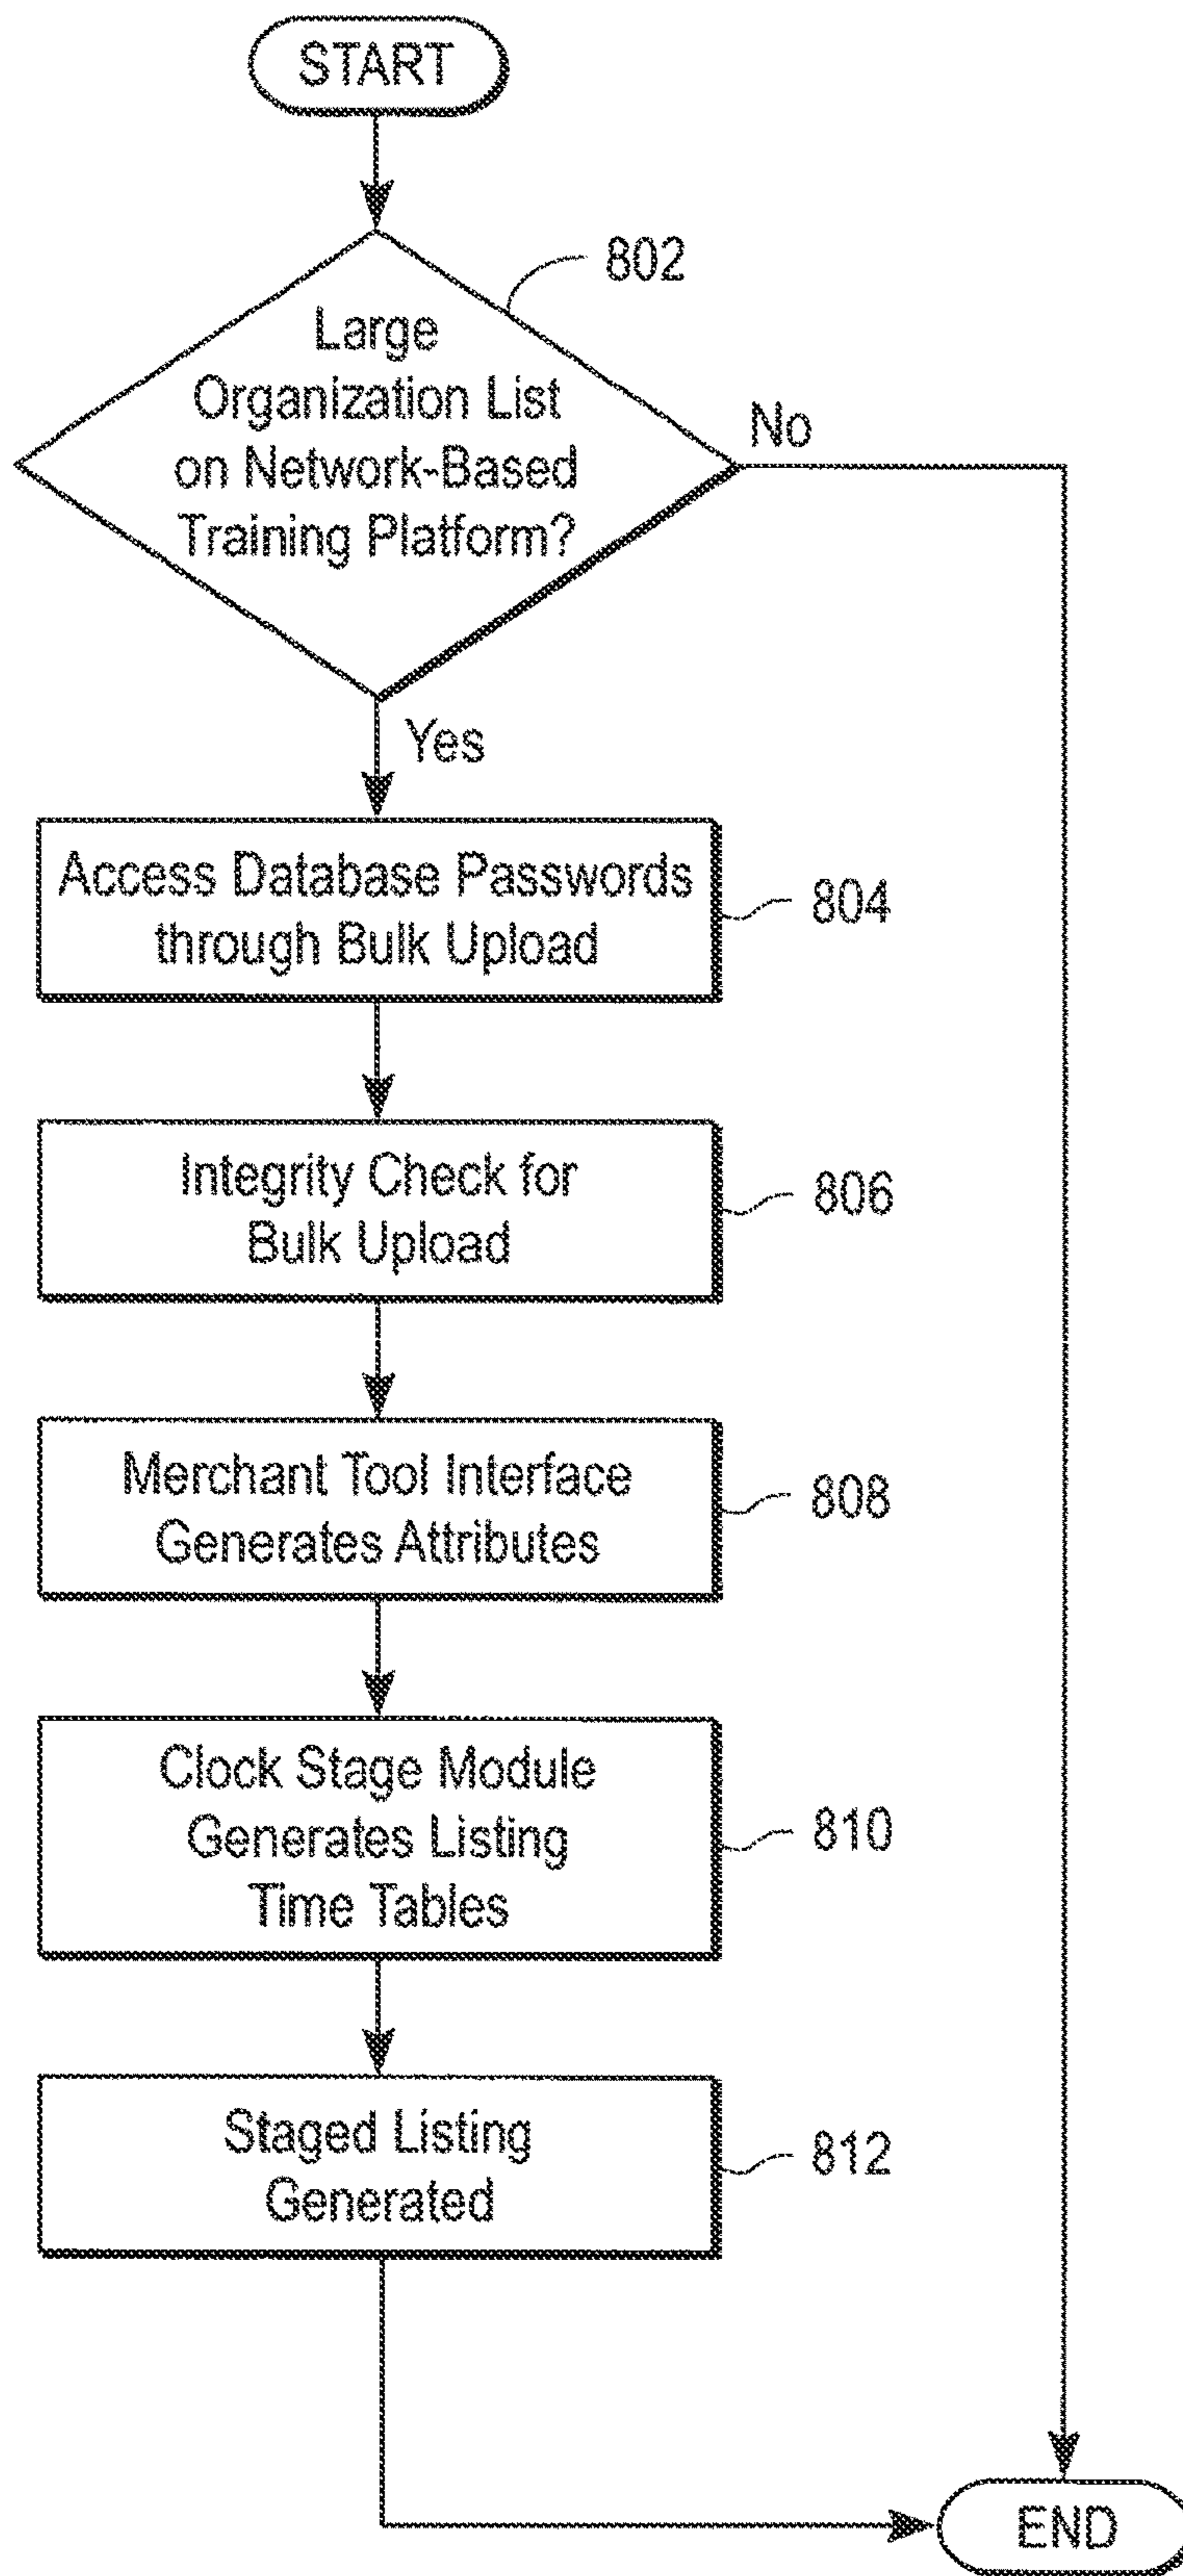 START
802
Large
Organization List
on Network-Based
Training Platform?
No
Yes
Access Database Passwords
through Bulk Upload
804
Integrity Check for
Bulk Upload
806
Merchant Tool Interface
Generates Attributes
808
Clock Stage Module
Generates Listing
Time Tables
810
Staged Listing
Generated
812
END